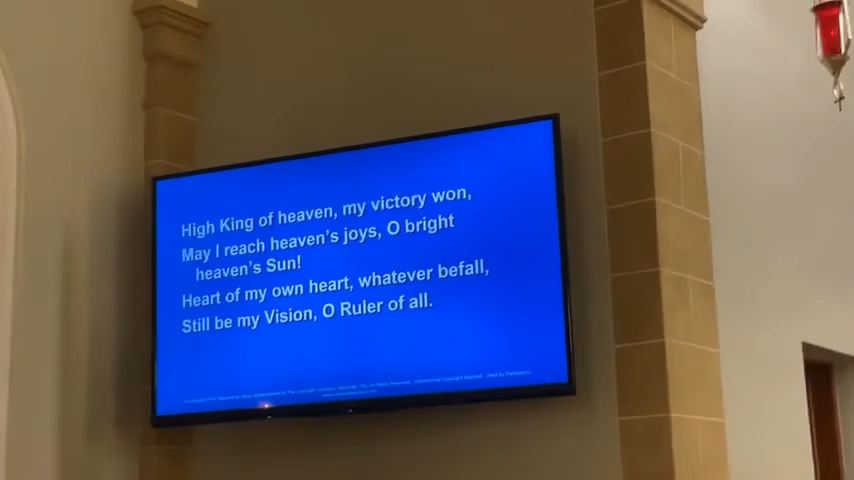 High King of heaven, my victory won,
May I reach heaven's joys, O bright
heaven's Sun!
Heart of my own heart, whatever befall,
Still be my Vision, O Ruler of all.